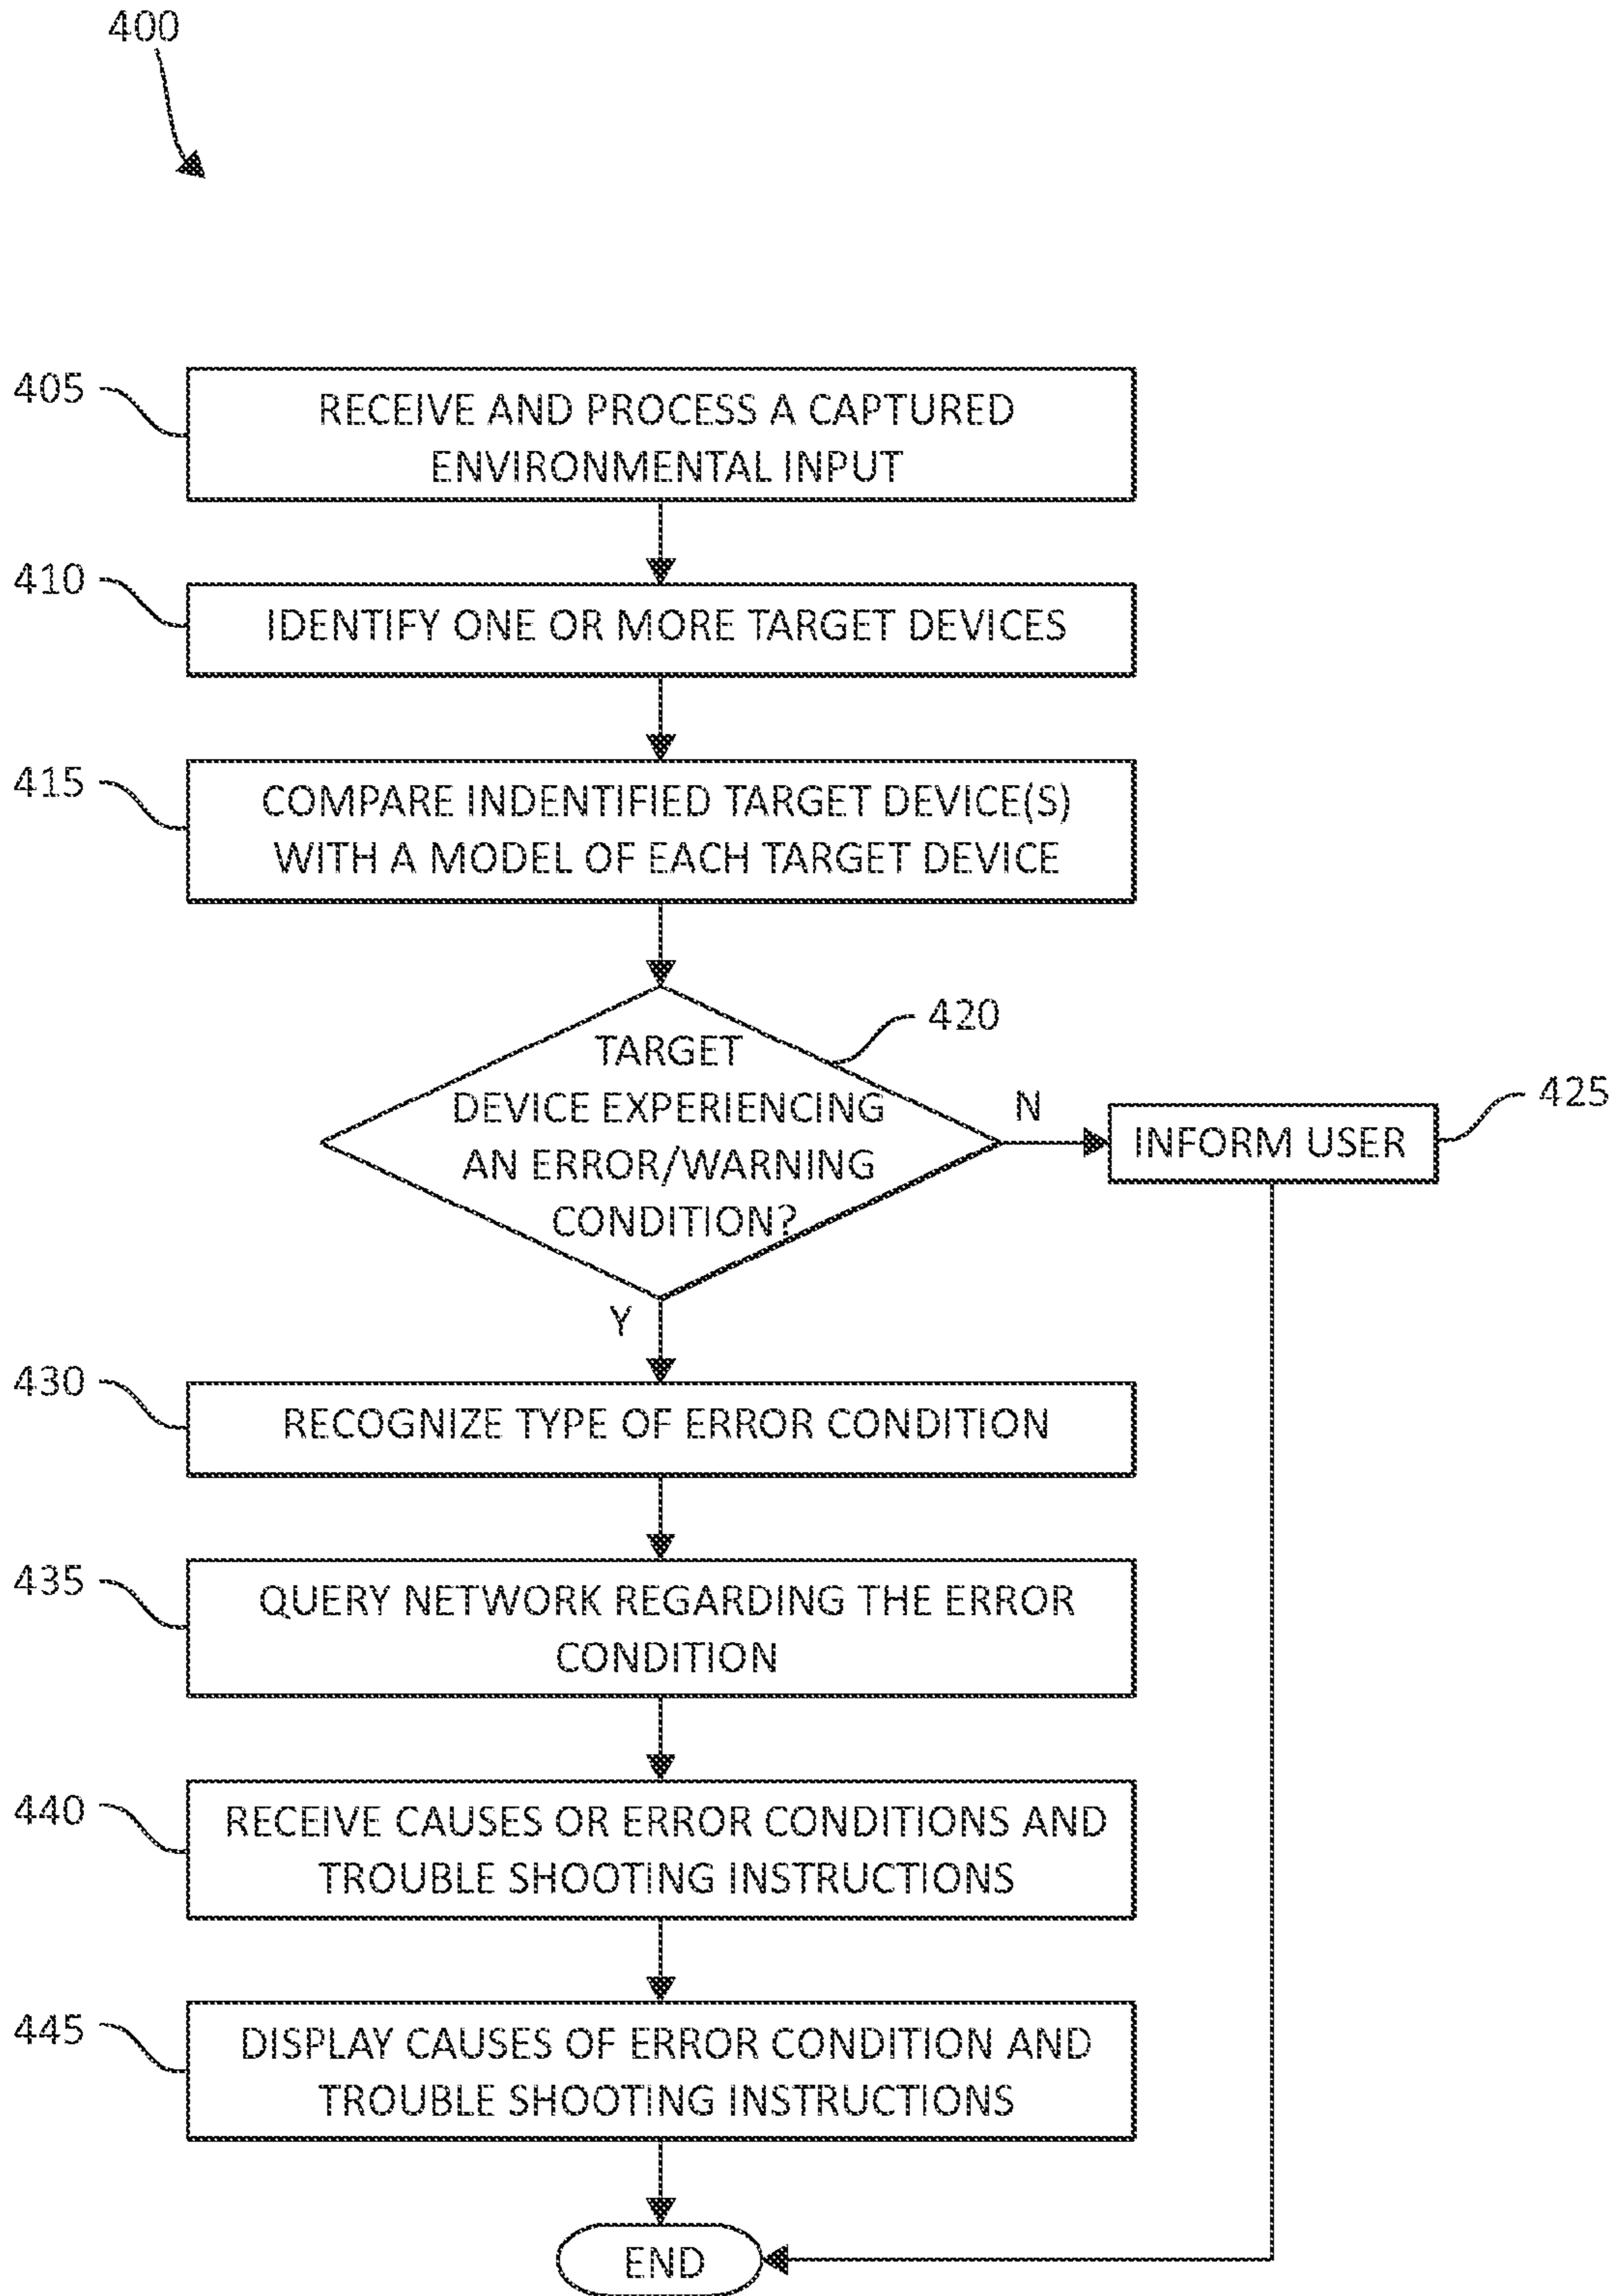 400
405
RECEIVE AND PROCESS A CAPTURED
ENVIRONMENTAL INPUT
410
IDENTIFY ONE OR MORE TARGET DEVICES
415
COMPARE INDENTIFIED TARGET DEVICE(S)
WITH A MODEL OF EACH TARGET DEVICE
420
TARGET
DEVICE EXPERIENCING
AN ERROR/WARNING
CONDITION?
N
425
INFORM USER
Y
430
RECOGNIZE TYPE OF ERROR CONDITION
435
QUERY NETWORK REGARDING THE ERROR
CONDITION
440
RECEIVE CAUSES OR ERROR CONDITIONS AND
TROUBLE SHOOTING INSTRUCTIONS
445
DISPLAY CAUSES OF ERROR CONDITION AND
TROUBLE SHOOTING INSTRUCTIONS
END